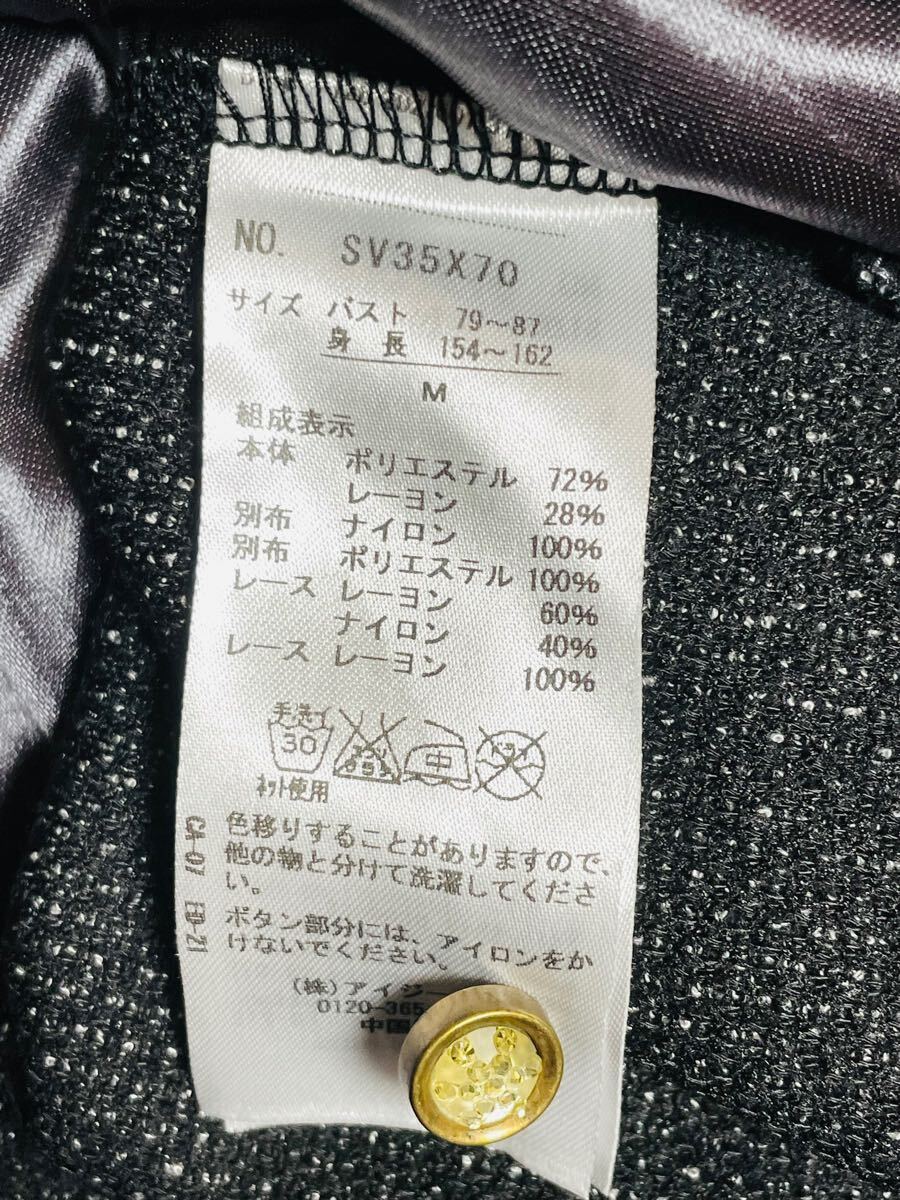 NO. SV35X70
サイズ バスト 79〜87
身長 154〜162
M
組成表示
本体 ポリエステル 72%
レーヨン 28%
別布 ナイロン 100%
別布 ポリエステル 100%
レース レーヨン 60%
ナイロン 40%
レース レーヨン 100%
手洗イ
30
中
ネット使用
色移りすることがありますので、
他の物と分けて洗濯してくださ
い。
ボタン部分には、アイロンをか
けないでください。
(株)アイジー
0120-365
中国
CA-07